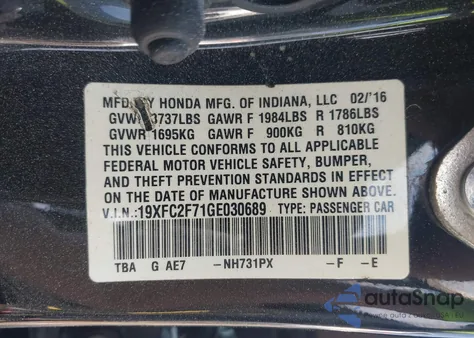 MFD. BY HONDA MFG. OF INDIANA, LLC 02/'16
GVWR 3737LBS GAWR F 1984LBS R 1786LBS
GVWR 1695KG GAWR F 900KG R 810KG
THIS VEHICLE CONFORMS TO ALL APPLICABLE
FEDERAL MOTOR VEHICLE SAFETY, BUMPER,
AND THEFT PREVENTION STANDARDS IN EFFECT
ON THE DATE OF MANUFACTURE SHOWN ABOVE.
V.I.N.:19XFC2F71GE030689 TYPE: PASSENGER CAR
TBA G AE7 -NH731PX -F -E
autoSnap